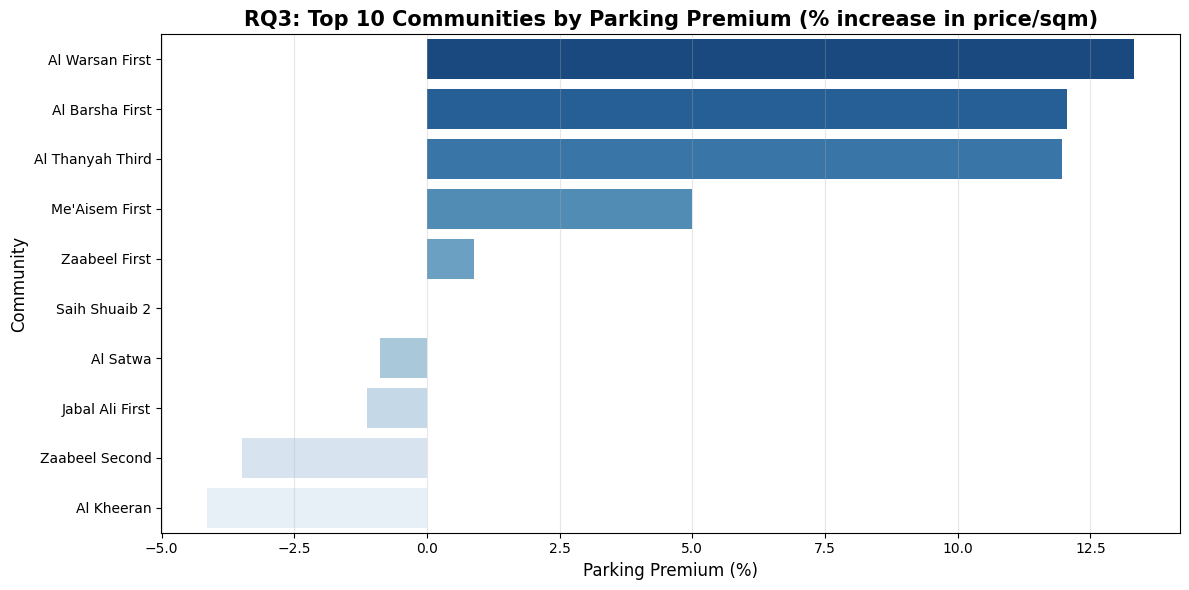 RQ3: Top 10 Communities by Parking Premium (% increase in price/sqm)
Community
Al Warsan First
Al Barsha First
Al Thanyah Third
Me'Aisem First
Zaabeel First
Saih Shuaib 2
Al Satwa
Jabal Ali First
Zaabeel Second
Al Kheeran
−5.0 −2.5 0.0 2.5 5.0 7.5 10.0 12.5
Parking Premium (%)